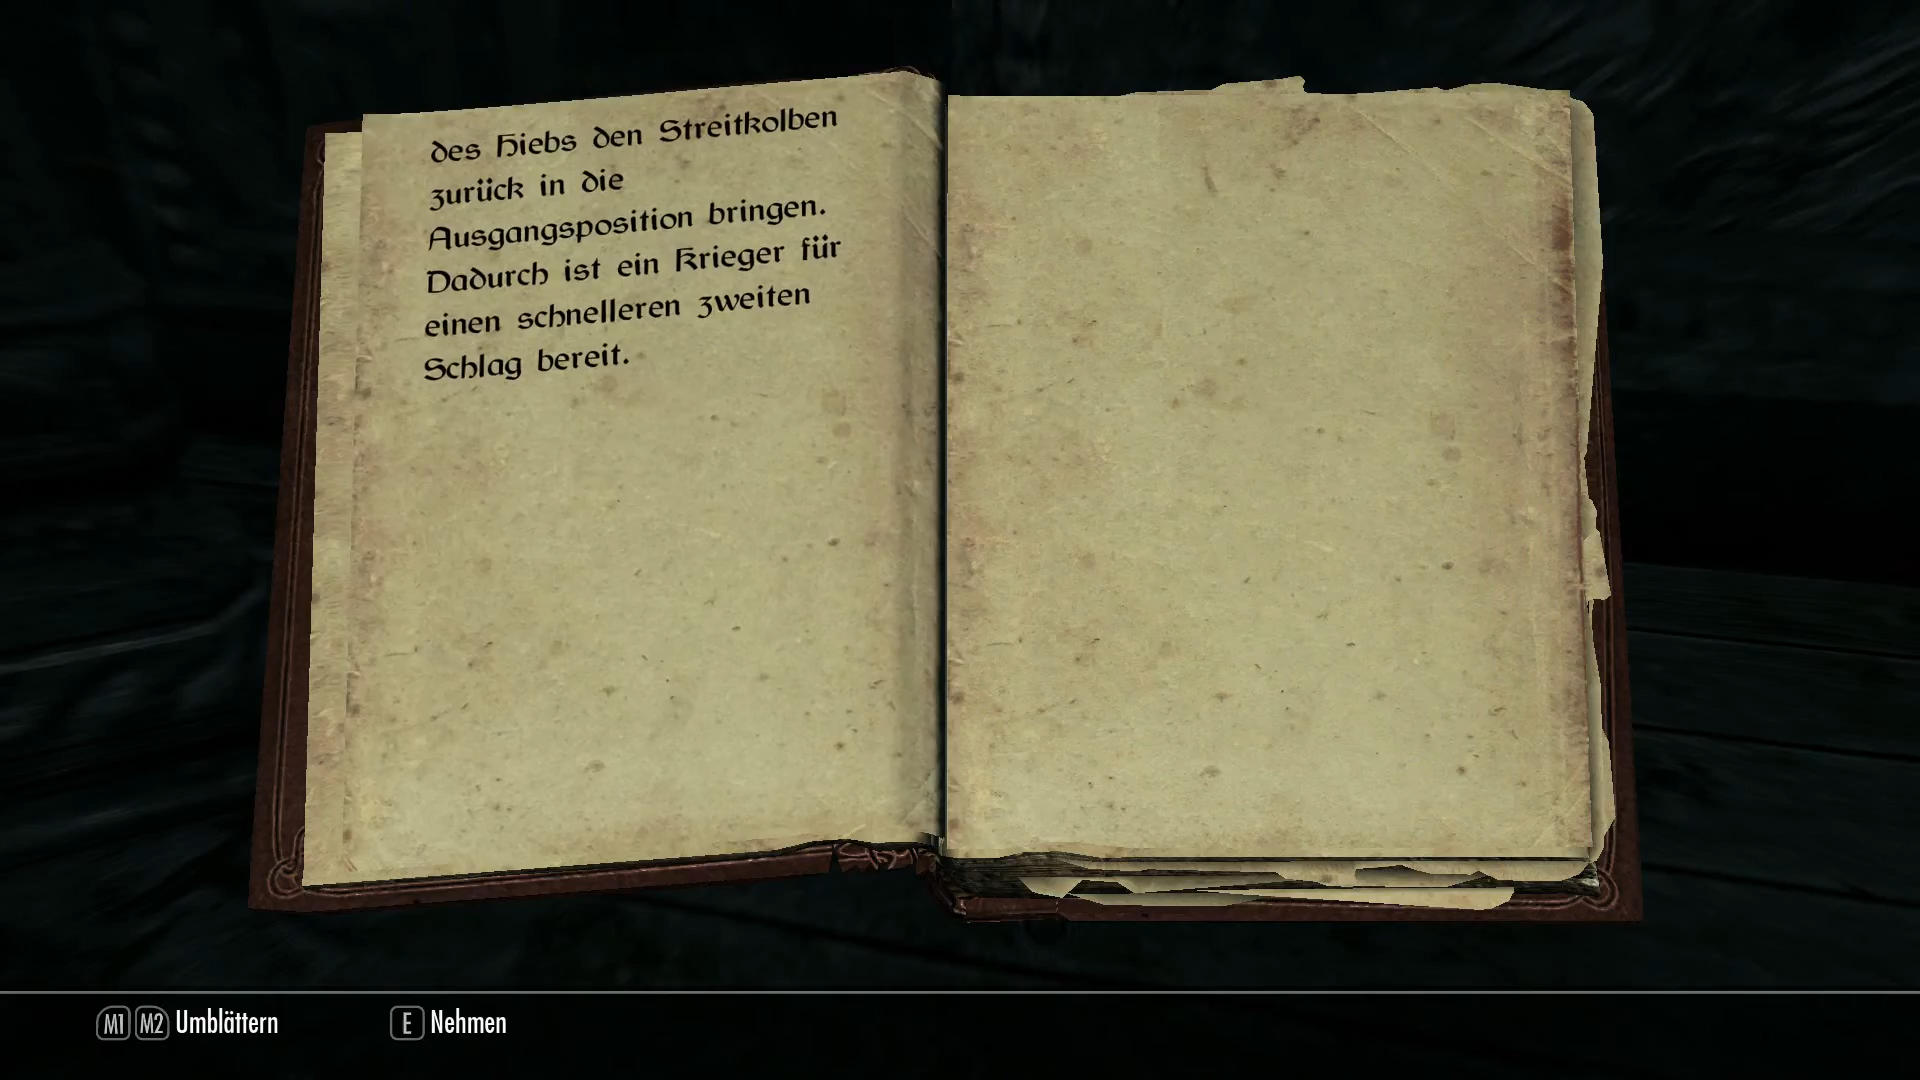 des Hiebs den Streitkolben
zurück in die
Ausgangsposition bringen.
Dadurch ist ein Krieger für
einen schnelleren zweiten
Schlag bereit.
M1 M2 Umblättern
E Nehmen